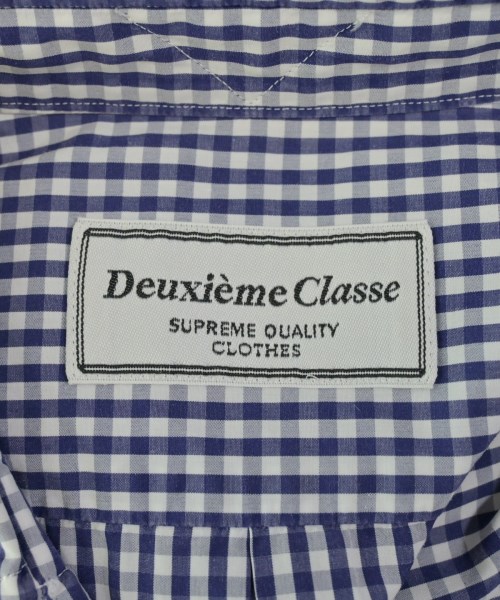 Deuxième Classe
SUPREME QUALITY
CLOTHES